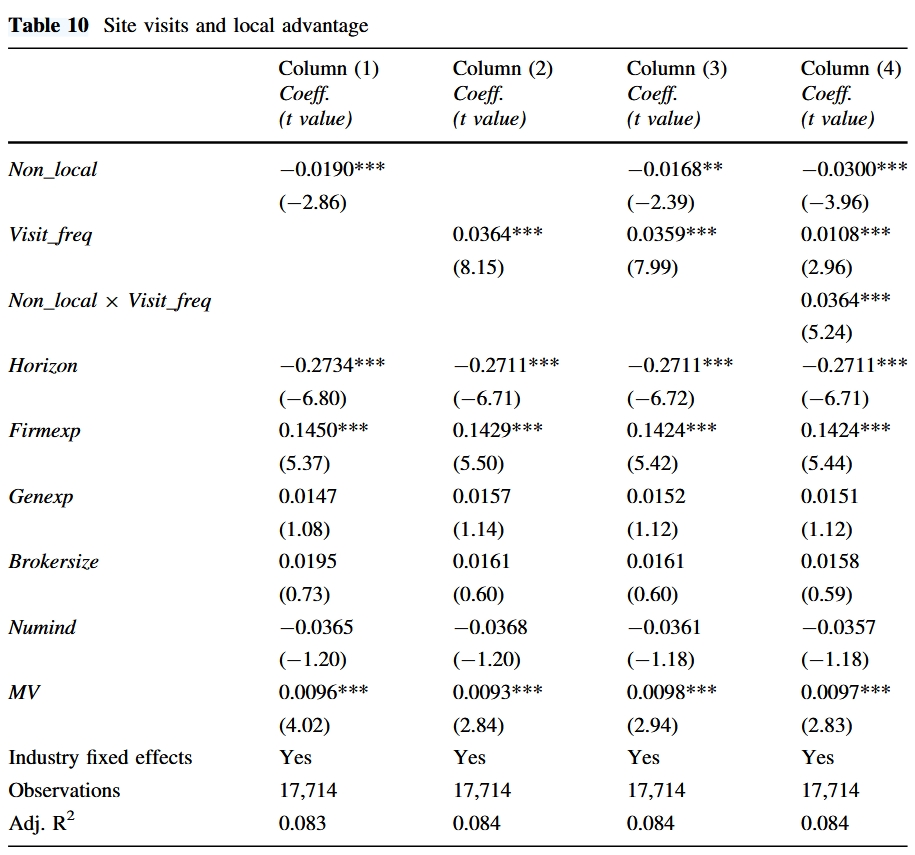 Table 10 Site visits and local advantage
Column (1) Column (2) Column (3) Column (4)
Coeff. Coeff. Coeff. Coeff.
(t value) (t value) (t value) (t value)
Non_local −0.0190*** −0.0168** −0.0300***
(−2.86) (−2.39) (−3.96)
Visit_freq 0.0364*** 0.0359*** 0.0108***
(8.15) (7.99) (2.96)
Non_local × Visit_freq 0.0364***
(5.24)
Horizon −0.2734*** −0.2711*** −0.2711*** −0.2711***
(−6.80) (−6.71) (−6.72) (−6.71)
Firmexp 0.1450*** 0.1429*** 0.1424*** 0.1424***
(5.37) (5.50) (5.42) (5.44)
Genexp 0.0147 0.0157 0.0152 0.0151
(1.08) (1.14) (1.12) (1.12)
Brokersize 0.0195 0.0161 0.0161 0.0158
(0.73) (0.60) (0.60) (0.59)
Numind −0.0365 −0.0368 −0.0361 −0.0357
(−1.20) (−1.20) (−1.18) (−1.18)
MV 0.0096*** 0.0093*** 0.0098*** 0.0097***
(4.02) (2.84) (2.94) (2.83)
Industry fixed effects Yes Yes Yes Yes
Observations 17,714 17,714 17,714 17,714
Adj. R² 0.083 0.084 0.084 0.084